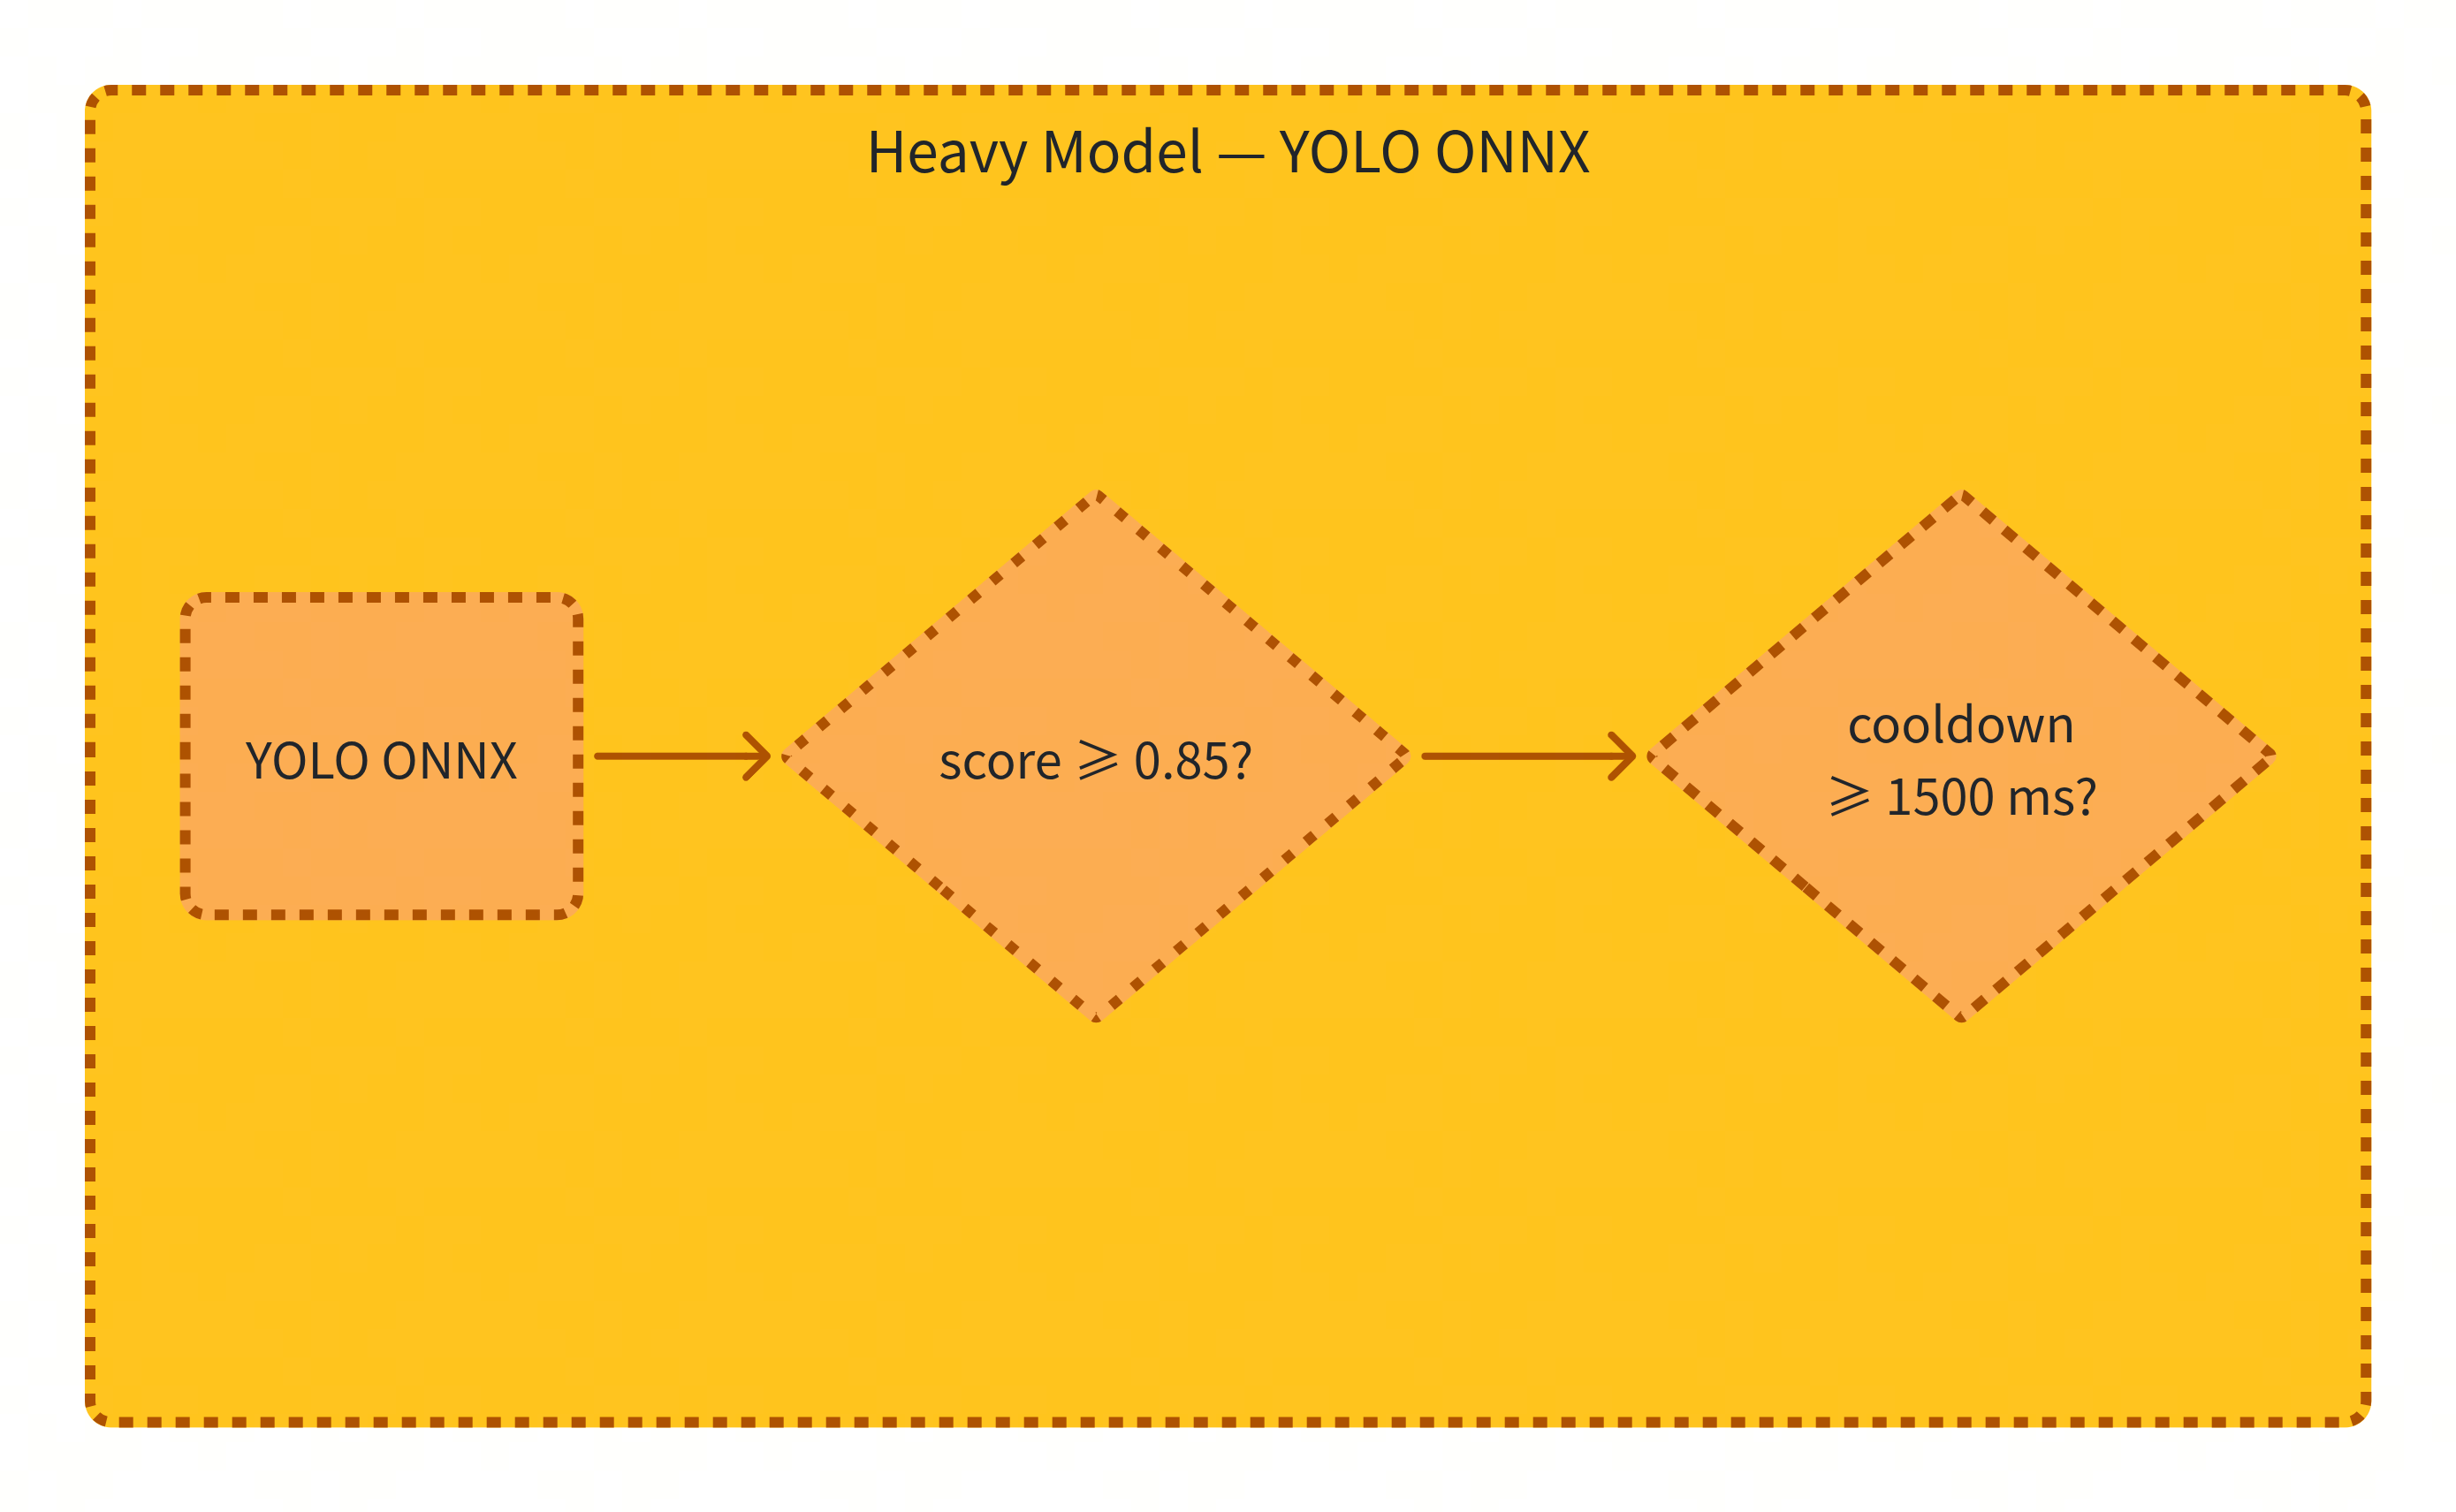 Heavy Model — YOLO ONNX
YOLO ONNX
score ⩾ 0.85?
cooldown
⩾ 1500 ms?